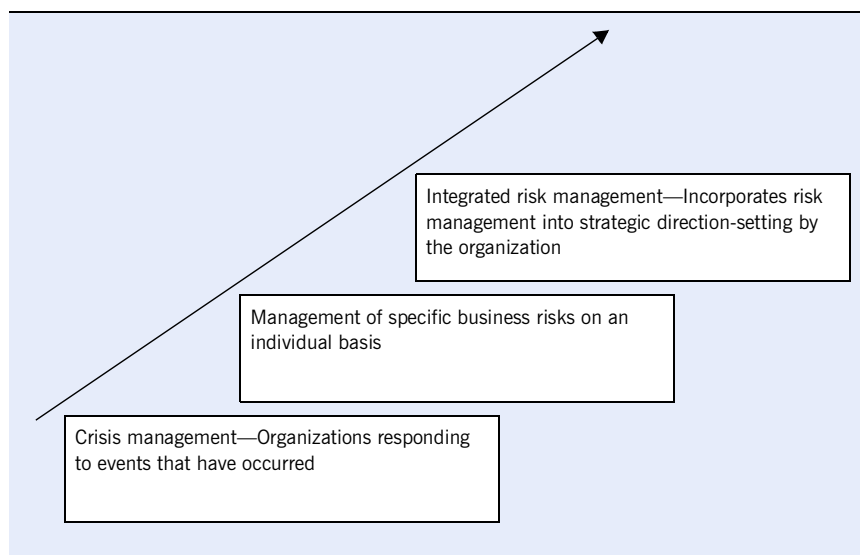 Integrated risk management—Incorporates risk
management into strategic direction-setting by
the organization
Management of specific business risks on an
individual basis
Crisis management—Organizations responding
to events that have occurred